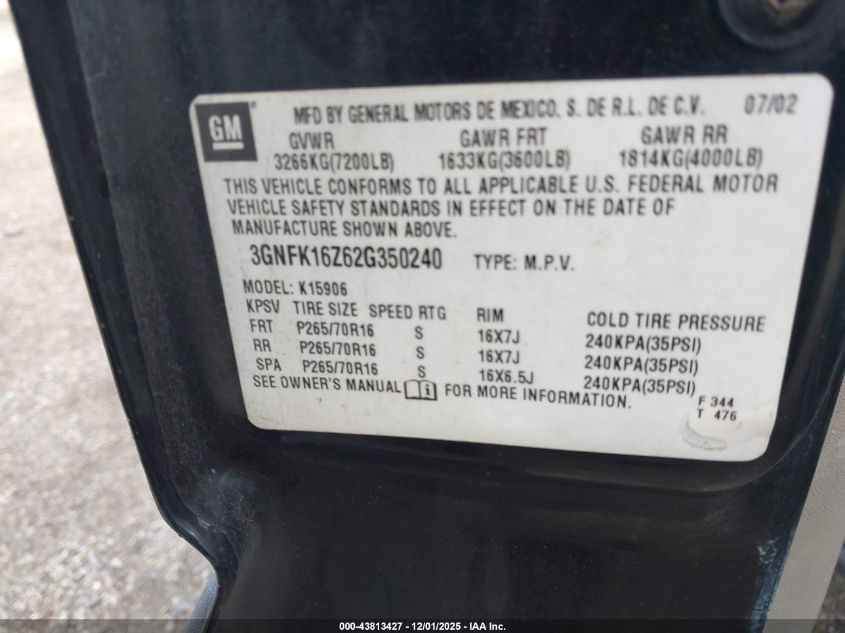 GM MFD BY GENERAL MOTORS DE MEXICO, S. DE R.L. DE C.V. 07/02
GVWR GAWR FRT GAWR RR
3266KG(7200LB) 1633KG(3600LB) 1814KG(4000LB)
THIS VEHICLE CONFORMS TO ALL APPLICABLE U.S. FEDERAL MOTOR
VEHICLE SAFETY STANDARDS IN EFFECT ON THE DATE OF
MANUFACTURE SHOWN ABOVE.
3GNFK16Z62G350240 TYPE: M.P.V.
MODEL: K15906
KPSV TIRE SIZE SPEED RTG RIM COLD TIRE PRESSURE
FRT P265/70R16 S 16X7J 240KPA(35PSI)
RR P265/70R16 S 16X7J 240KPA(35PSI)
SPA P265/70R16 S 16X6.5J 240KPA(35PSI)
SEE OWNER'S MANUAL FOR MORE INFORMATION.
F 344
T 476
000-43813427 - 12/01/2025 - IAA Inc.